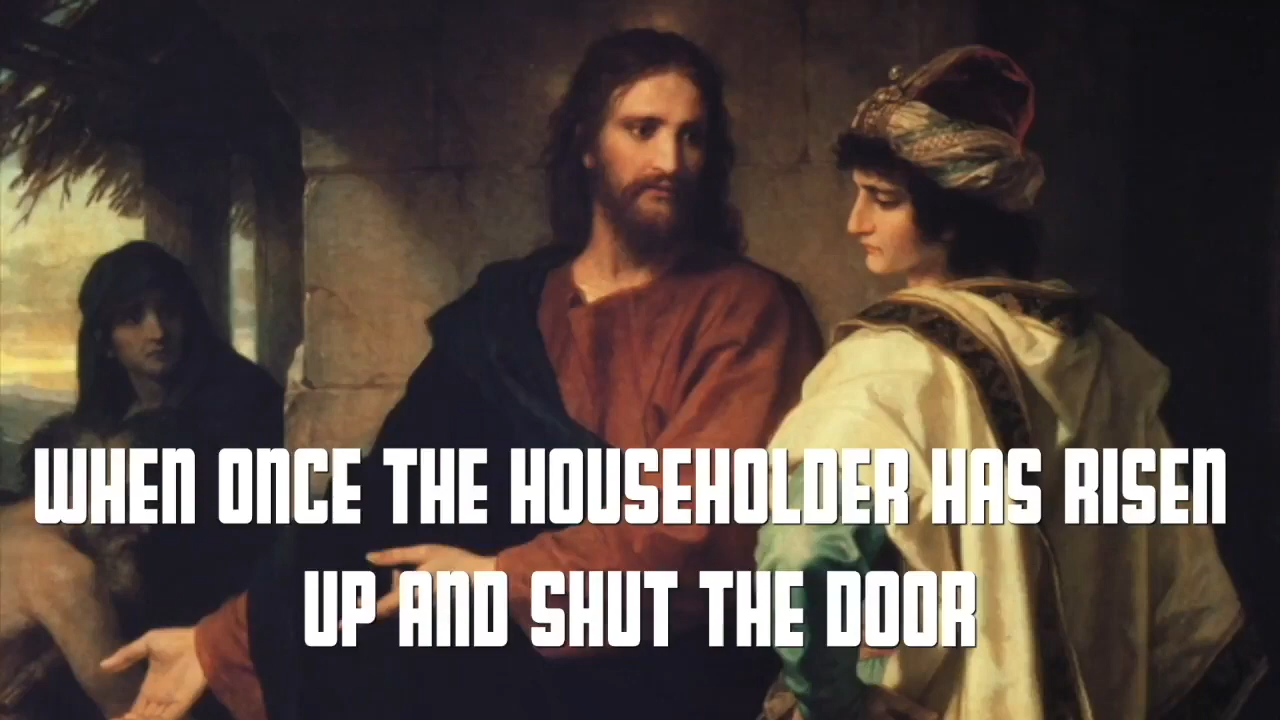 WHEN ONCE THE HOUSEHOLDER HAS RISEN
UP AND SHUT THE DOOR